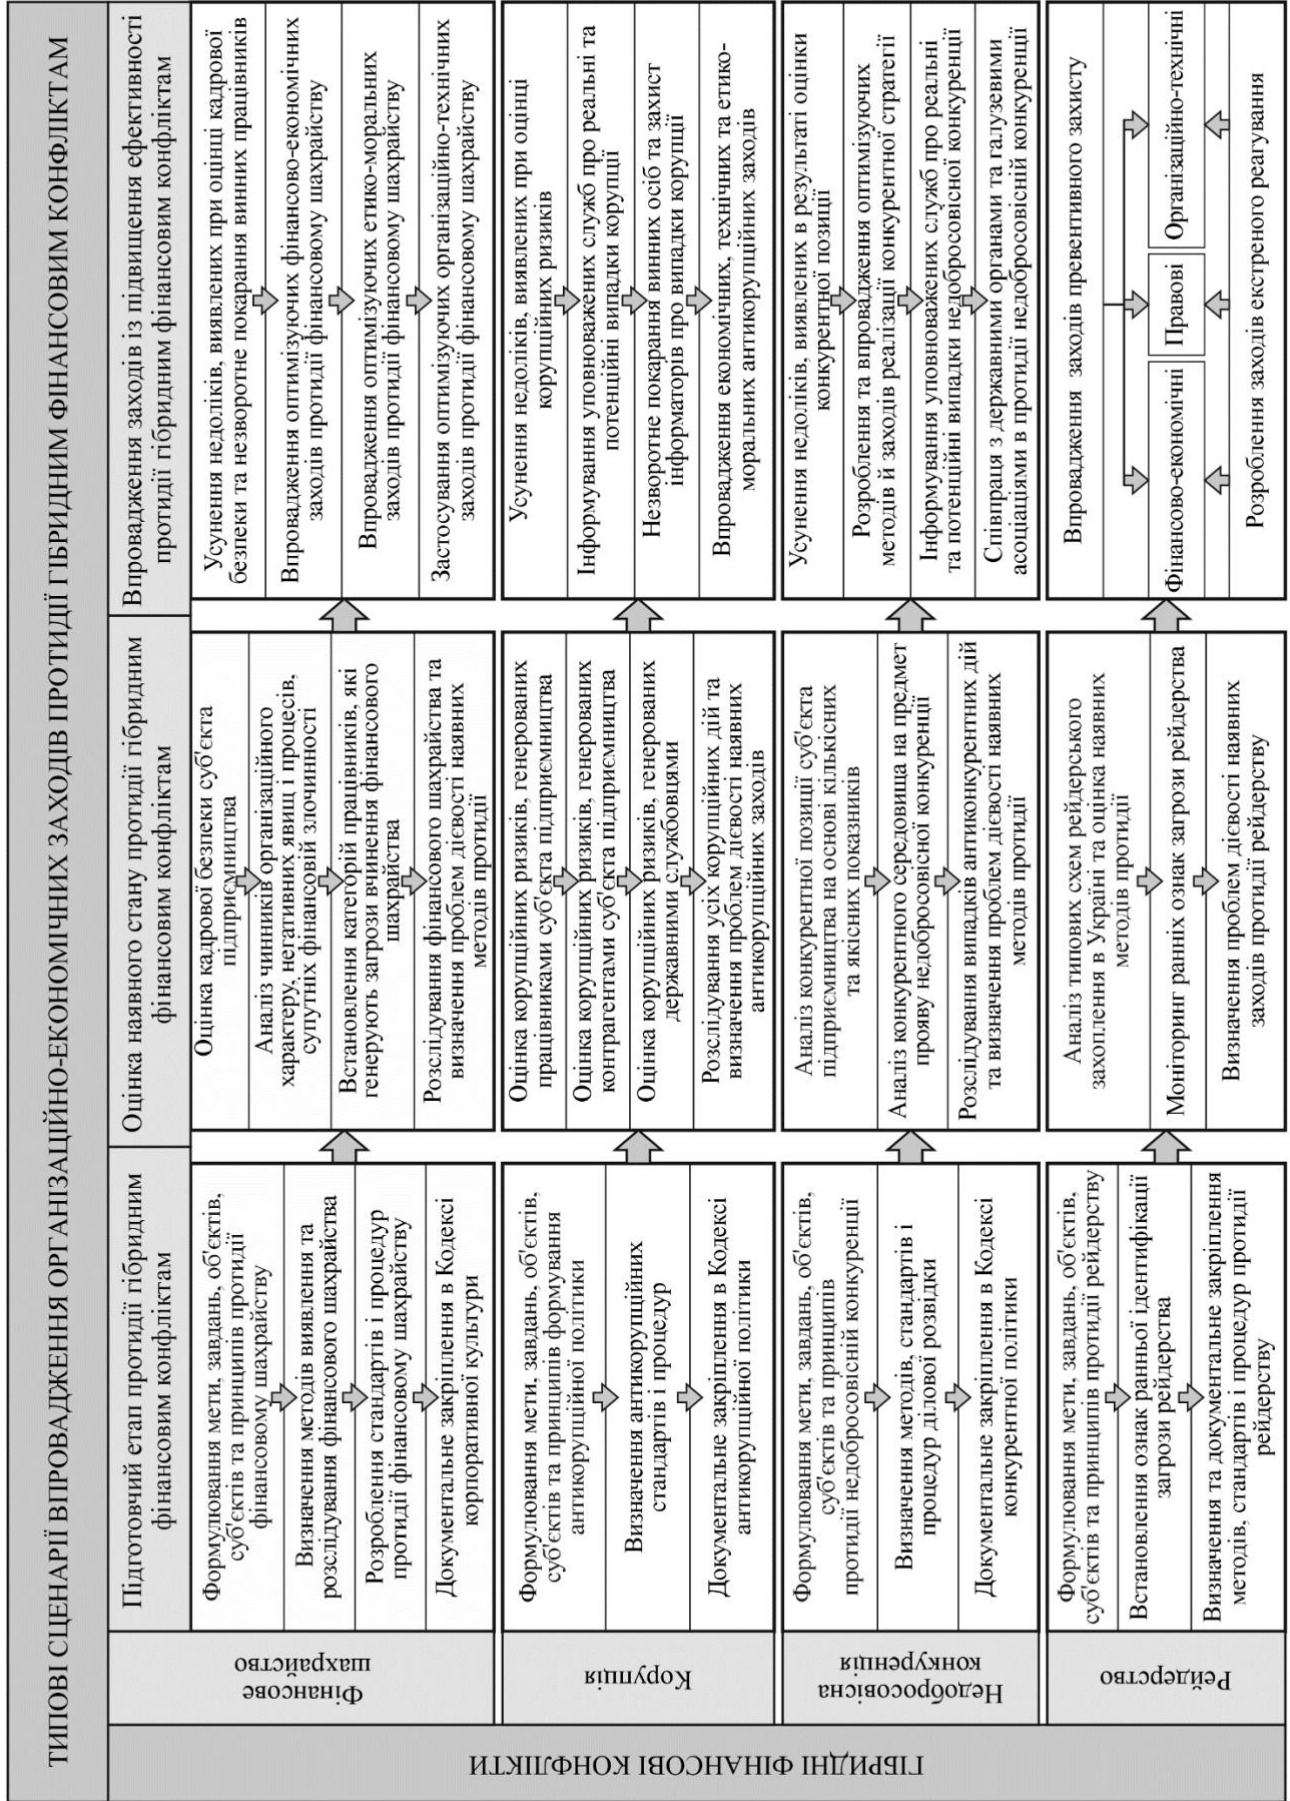 ТИПОВІ СЦЕНАРІЇ ВПРОВАДЖЕННЯ ОРГАНІЗАЦІЙНО-ЕКОНОМІЧНИХ ЗАХОДІВ ПРОТИДІЇ ГІБРИДНИМ ФІНАНСОВИМ КОНФЛІКТАМ
ГІБРИДНІ ФІНАНСОВІ КОНФЛІКТИ
Підготовчий етап протидії гібридним
фінансовим конфліктам
Оцінка наявного стану протидії гібридним
фінансовим конфліктам
Впровадження заходів із підвищення ефективності
протидії гібридним фінансовим конфліктам
Фінансове
шахрайство
Формулювання мети, завдань, об'єктів,
суб'єктів та принципів протидії
фінансовому шахрайству
Визначення методів виявлення та
розслідування фінансового шахрайства
Розроблення стандартів і процедур
протидії фінансовому шахрайству
Документальне закріплення в Кодексі
корпоративної культури
Оцінка кадрової безпеки суб'єкта
підприємництва
Аналіз чинників організаційного
характеру, негативних явищ і процесів,
супутніх фінансовій злочинності
Встановлення категорій працівників, які
генерують загрози вчинення фінансового
шахрайства
Розслідування фінансового шахрайства та
визначення проблем дієвості наявних
методів протидії
Усунення недоліків, виявлених при оцінці кадрової
безпеки та незворотне покарання винних працівників
Впровадження оптимізуючих фінансово-економічних
заходів протидії фінансовому шахрайству
Впровадження оптимізуючих етико-моральних
заходів протидії фінансовому шахрайству
Застосування оптимізуючих організаційно-технічних
заходів протидії фінансовому шахрайству
Корупція
Формулювання мети, завдань, об'єктів,
суб'єктів та принципів формування
антикорупційної політики
Визначення антикорупційних
стандартів і процедур
Документальне закріплення в Кодексі
антикорупційної політики
Оцінка корупційних ризиків, генерованих
працівниками суб'єкта підприємництва
Оцінка корупційних ризиків, генерованих
контрагентами суб'єкта підприємництва
Оцінка корупційних ризиків, генерованих
державними службовцями
Розслідування усіх корупційних дій та
визначення проблем дієвості наявних
антикорупційних заходів
Усунення недоліків, виявлених при оцінці
корупційних ризиків
Інформування уповноважених служб про реальні та
потенційні випадки корупції
Незворотне покарання винних осіб та захист
інформаторів про випадки корупції
Впровадження економічних, технічних та етико-
моральних антикорупційних заходів
Недобросовісна
конкуренція
Формулювання мети, завдань, об'єктів,
суб'єктів та принципів
протидії недобросовісній конкуренції
Визначення методів, стандартів і
процедур ділової розвідки
Документальне закріплення в Кодексі
конкурентної політики
Аналіз конкурентної позиції суб'єкта
підприємництва на основі кількісних
та якісних показників
Аналіз конкурентного середовища на предмет
прояву недобросовісної конкуренції
Розслідування випадків антиконкурентних дій
та визначення проблем дієвості наявних
методів протидії
Усунення недоліків, виявлених в результаті оцінки
конкурентної позиції
Розроблення та впровадження оптимізуючих
методів й заходів реалізації конкурентної стратегії
Інформування уповноважених служб про реальні
та потенційні випадки недобросовісної конкуренції
Співпраця з державними органами та галузевими
асоціаціями в протидії недобросовісній конкуренції
Рейдерство
Формулювання мети, завдань, об'єктів,
суб'єктів та принципів протидії рейдерству
Встановлення ознак ранньої ідентифікації
загрози рейдерства
Визначення та документальне закріплення
методів, стандартів і процедур протидії
рейдерству
Аналіз типових схем рейдерського
захоплення в Україні та оцінка наявних
методів протидії
Моніторинг ранніх ознак загрози рейдерства
Визначення проблем дієвості наявних
заходів протидії рейдерству
Впровадження заходів превентивного захисту
Фінансово-економічні
Правові
Організаційно-технічні
Розроблення заходів екстреного реагування